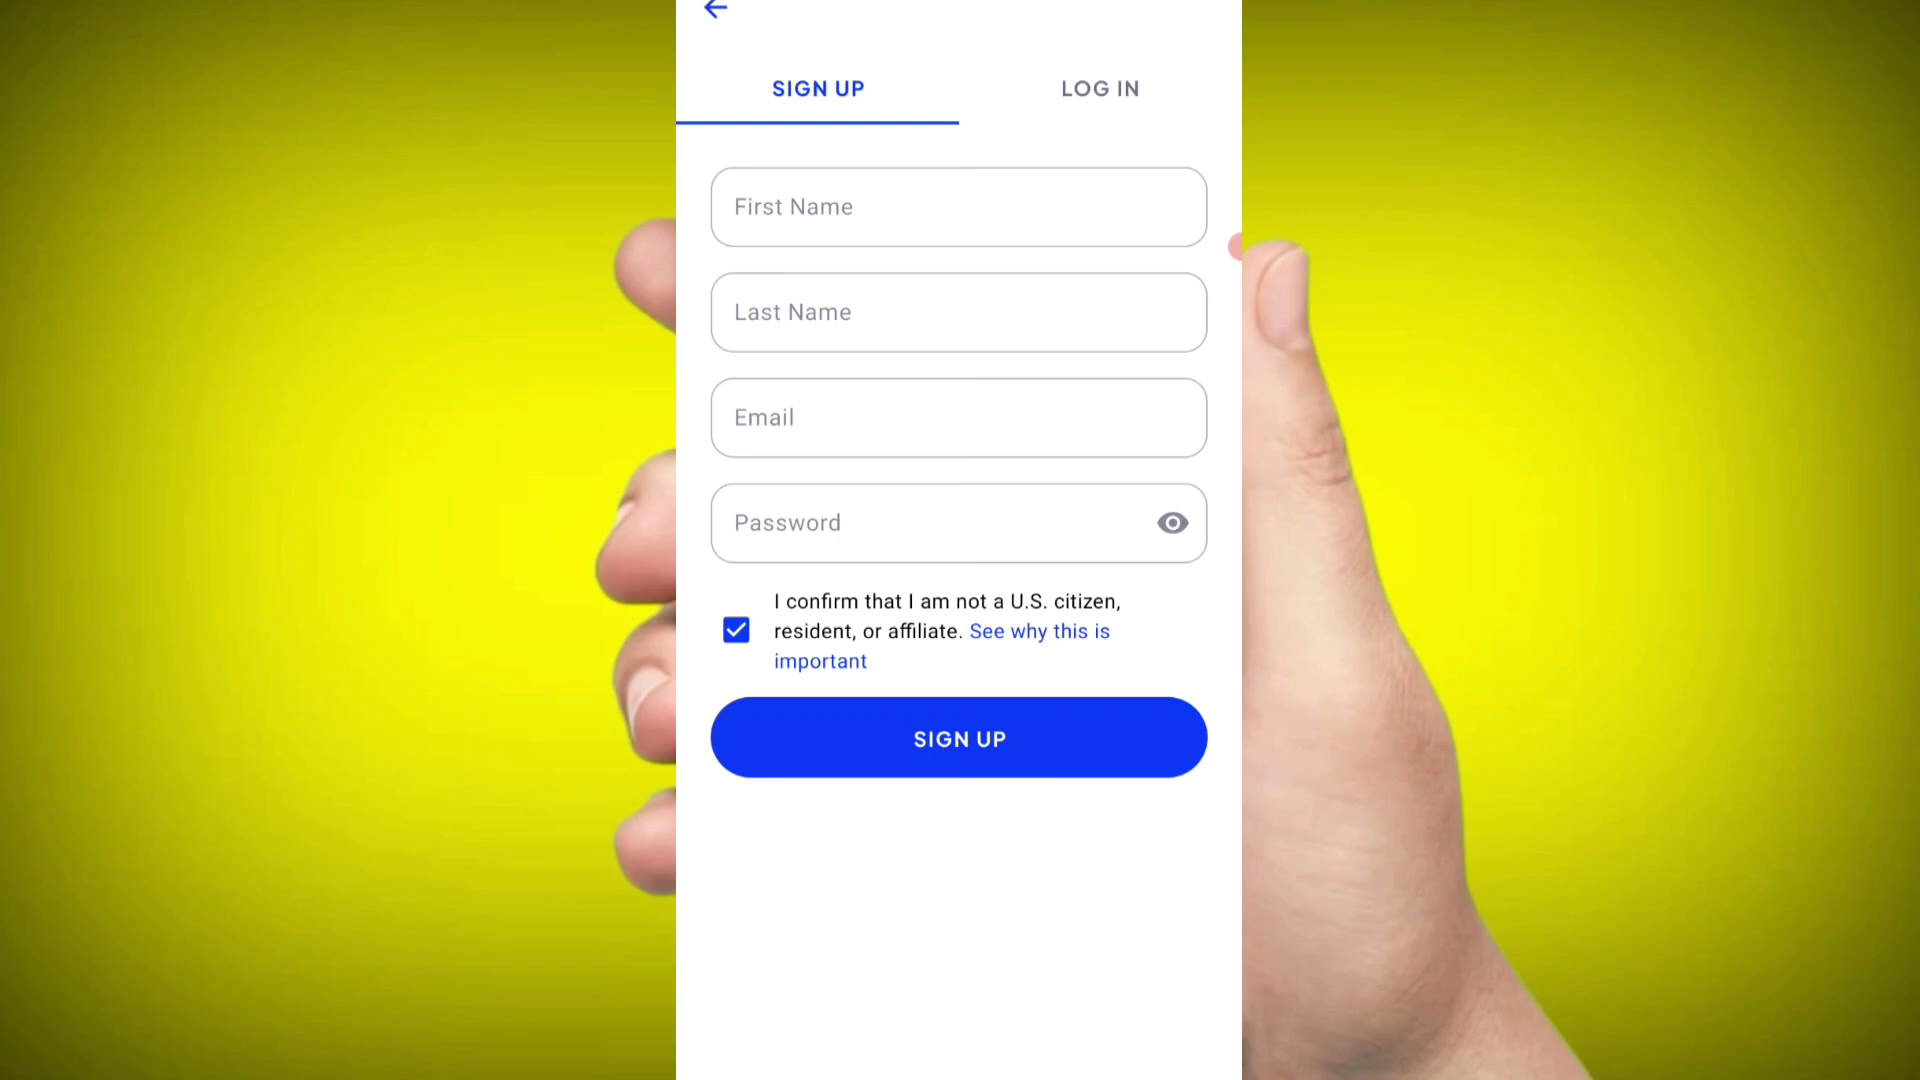 SIGN UP
LOG IN
First Name
Last Name
Email
Password
I confirm that I am not a U.S. citizen,
resident, or affiliate. See why this is
important
SIGN UP